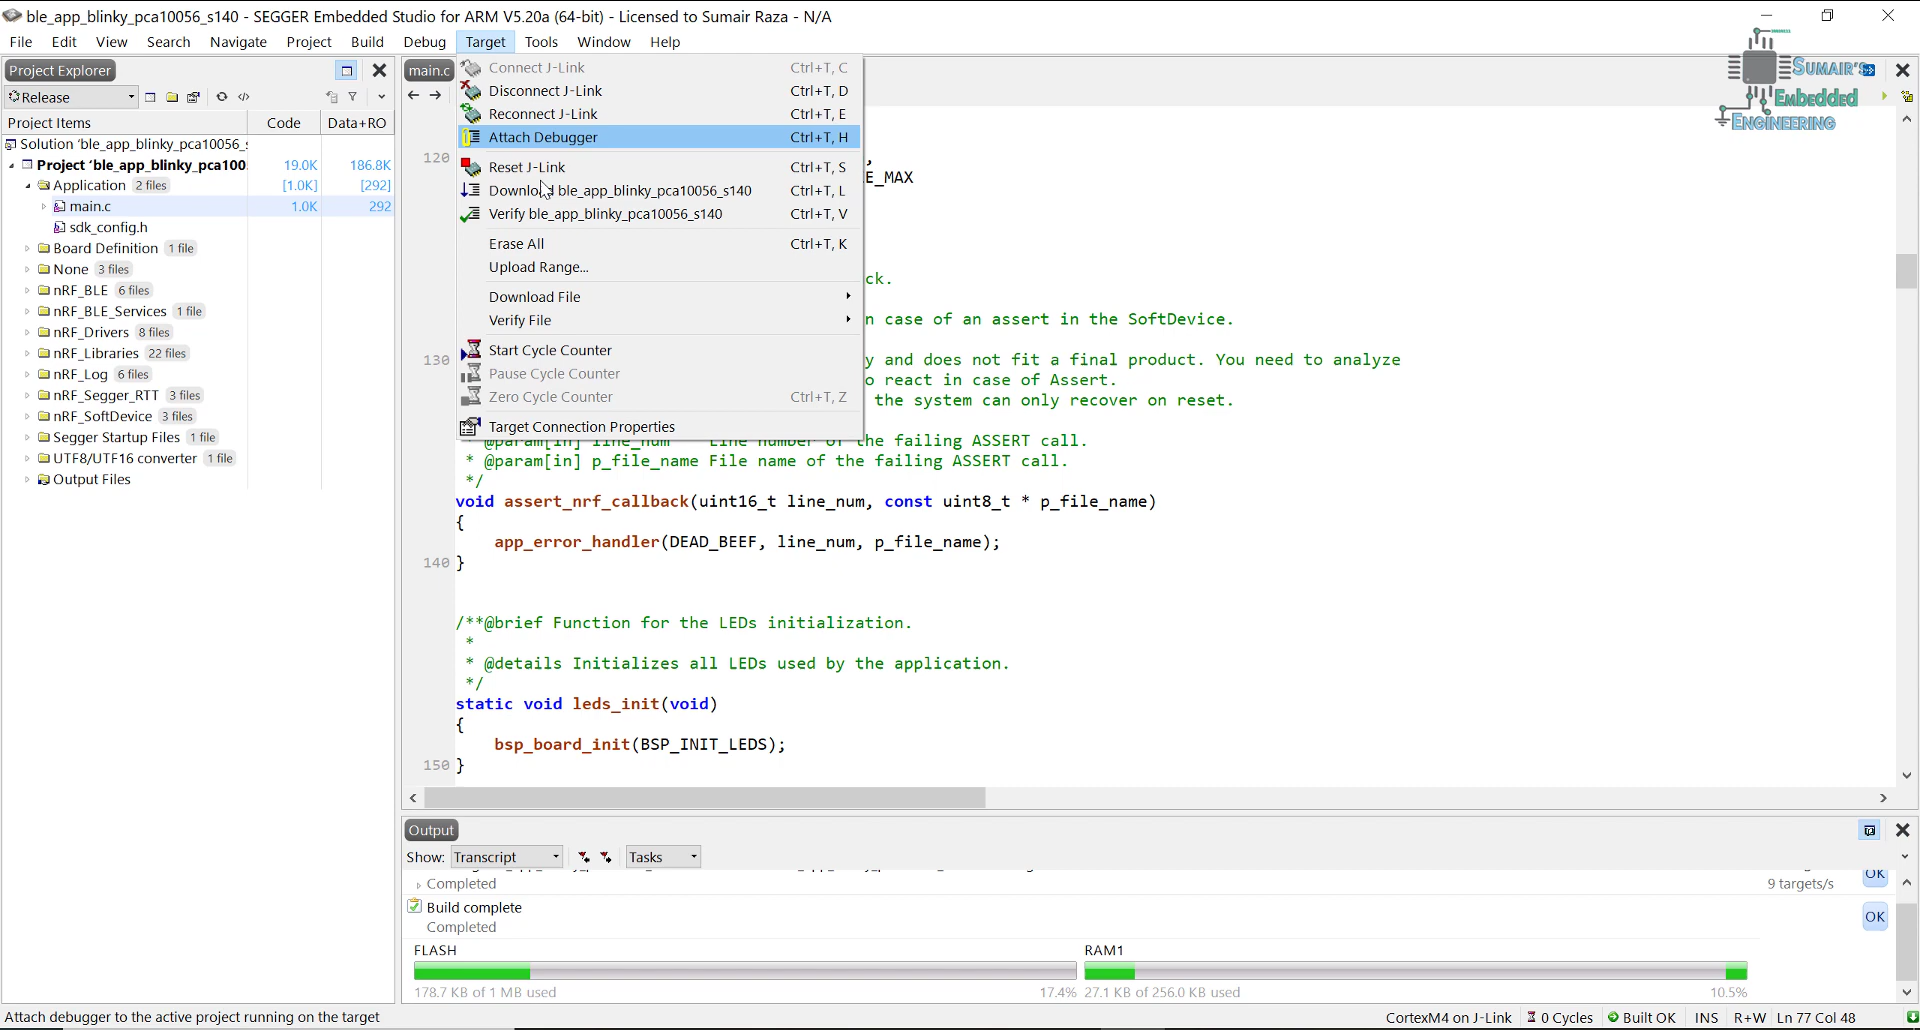 ble_app_blinky_pca10056_s140 - SEGGER Embedded Studio for ARM V5.20a (64-bit) - Licensed to Sumair Raza - N/A
File Edit View Search Navigate Project Build Debug Target Tools Window Help
Project Explorer
Release
Project Items Code Data+RO
Solution 'ble_app_blinky_pca10056_s
Project 'ble_app_blinky_pca100 19.0K 186.8K
Application 2 files [1.0K] [292]
main.c 1.0K 292
sdk_config.h
Board Definition 1 file
None 3 files
nRF_BLE 6 files
nRF_BLE_Services 1 file
nRF_Drivers 8 files
nRF_Libraries 22 files
nRF_Log 6 files
nRF_Segger_RTT 3 files
nRF_SoftDevice 3 files
Segger Startup Files 1 file
UTF8/UTF16 converter 1 file
Output Files
main.c
Connect J-Link Ctrl+T, C
Disconnect J-Link Ctrl+T, D
Reconnect J-Link Ctrl+T, E
Attach Debugger Ctrl+T, H
Reset J-Link Ctrl+T, S
Download ble_app_blinky_pca10056_s140 Ctrl+T, L
Verify ble_app_blinky_pca10056_s140 Ctrl+T, V
Erase All Ctrl+T, K
Upload Range...
Download File
Verify File
Start Cycle Counter
Pause Cycle Counter
Zero Cycle Counter Ctrl+T, Z
Target Connection Properties
SUMAIR'S
Embedded
ENGINEERING
120 ,
E_MAX
ck.
n case of an assert in the SoftDevice.
130 y and does not fit a final product. You need to analyze
o react in case of Assert.
the system can only recover on reset.
* @param[in] line_num Line number of the failing ASSERT call.
* @param[in] p_file_name File name of the failing ASSERT call.
*/
void assert_nrf_callback(uint16_t line_num, const uint8_t * p_file_name)
{
app_error_handler(DEAD_BEEF, line_num, p_file_name);
140 }
/**@brief Function for the LEDs initialization.
*
* @details Initializes all LEDs used by the application.
*/
static void leds_init(void)
{
bsp_board_init(BSP_INIT_LEDS);
150 }
Output
Show: Transcript Tasks
Completed 9 targets/s OK
Build complete
Completed OK
FLASH RAM1
178.7 KB of 1 MB used 17.4% 27.1 KB of 256.0 KB used 10.5%
Attach debugger to the active project running on the target CortexM4 on J-Link 0 Cycles Built OK INS R+W Ln 77 Col 48